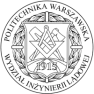 POLITECHNIKA WARSZAWSKA
WYDZIAŁ INŻYNIERII LĄDOWEJ
1915